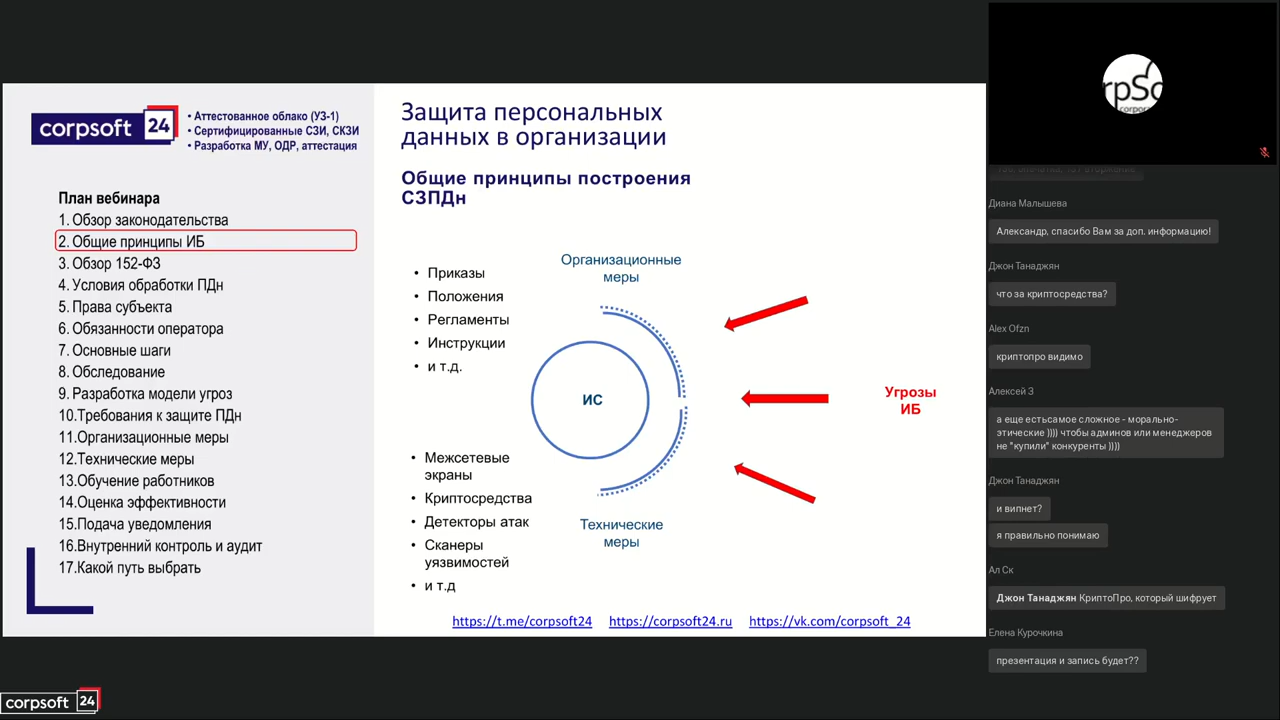 corpsoft 24
• Аттестованное облако (УЗ-1)
• Сертифицированные СЗИ, СКЗИ
• Разработка МУ, ОДР, аттестация
План вебинара
1. Обзор законодательства
2. Общие принципы ИБ
3. Обзор 152-ФЗ
4. Условия обработки ПДн
5. Права субъекта
6. Обязанности оператора
7. Основные шаги
8. Обследование
9. Разработка модели угроз
10.Требования к защите ПДн
11.Организационные меры
12.Технические меры
13.Обучение работников
14.Оценка эффективности
15.Подача уведомления
16.Внутренний контроль и аудит
17.Какой путь выбрать
Защита персональных
данных в организации
Общие принципы построения
СЗПДн
Организационные
меры
• Приказы
• Положения
• Регламенты
• Инструкции
• и т.д.
ИС
Угрозы
ИБ
• Межсетевые
экраны
• Криптосредства
• Детекторы атак
• Сканеры
уязвимостей
• и т.д
Технические
меры
https://t.me/corpsoft24 https://corpsoft24.ru https://vk.com/corpsoft_24
corpsoft 24
rpSo
corpor
Диана Малышева
Александр, спасибо Вам за доп. информацию!
Джон Танаджян
что за криптосредства?
Alex Ofzn
криптопро видимо
Алексей З
а еще естьсамое сложное - морально-
этические )))) чтобы админов или менеджеров
не "купили" конкуренты ))))
Джон Танаджян
и випнет?
я правильно понимаю
Ал Ск
Джон Танаджян КриптоПро, который шифрует
Елена Курочкина
презентация и запись будет??